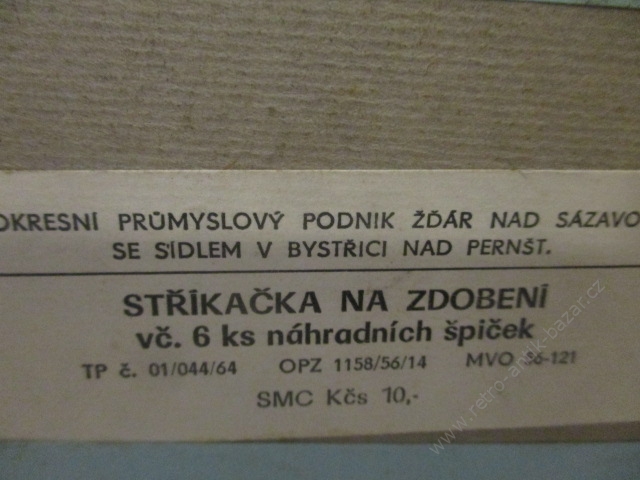 OKRESNÍ PRŮMYSLOVÝ PODNIK ŽĎÁR NAD SÁZAVO
SE SÍDLEM V BYSTŘICI NAD PERNŠT.
STŘÍKAČKA NA ZDOBENÍ
vč. 6 ks náhradních špiček
TP č. 01/044/64 OPZ 1158/56/14 MVO 56-121
SMC Kčs 10,-
www.retro-antik-bazar.cz